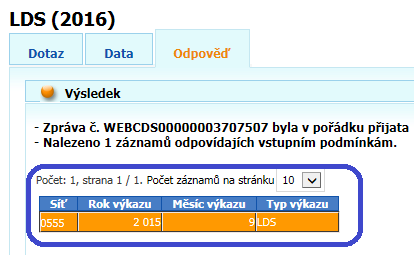 LDS (2016)
Dotaz Data Odpověď
Výsledek
- Zpráva č. WEBCDS00000003707507 byla v pořádku přijata
- Nalezeno 1 záznamů odpovídajích vstupním podmínkám.
Počet: 1, strana 1 / 1. Počet záznamů na stránku 10
Síť Rok výkazu Měsíc výkazu Typ výkazu
0555 2 015 9 LDS